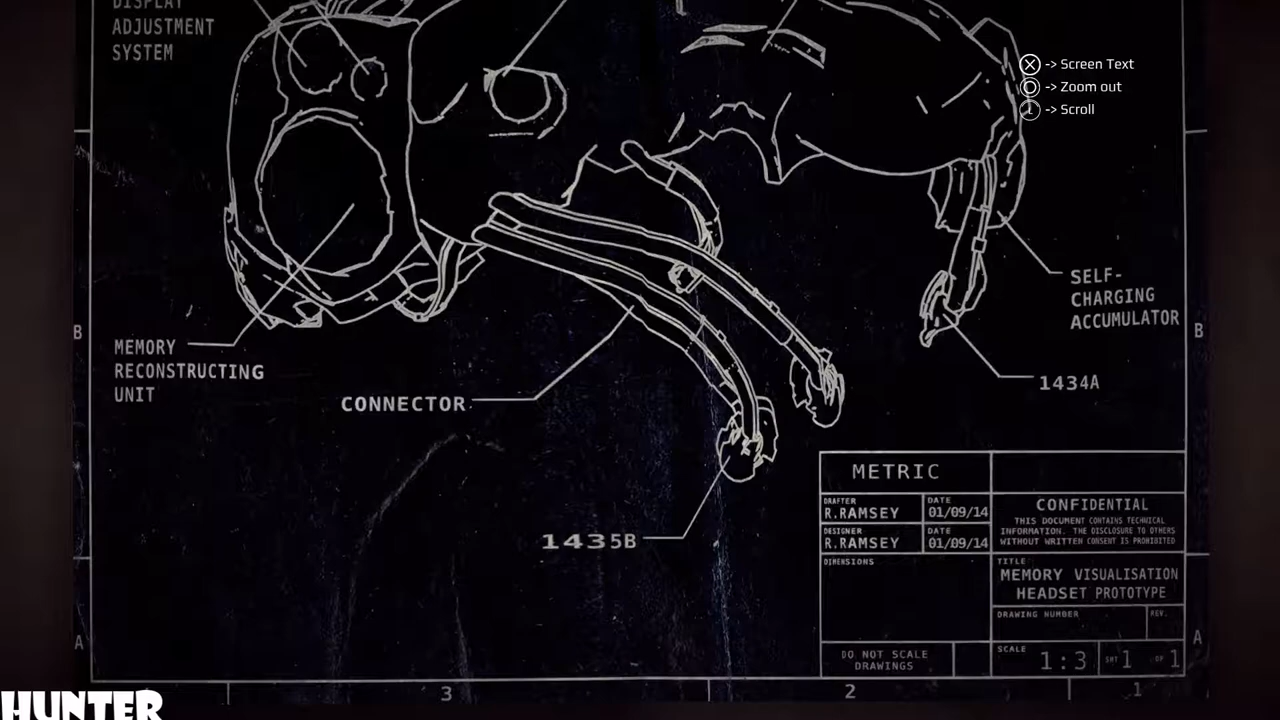 DISPLAY
ADJUSTMENT
SYSTEM
-> Screen Text
-> Zoom out
L -> Scroll
SELF-
CHARGING
ACCUMULATOR
B
B
MEMORY
RECONSTRUCTING
UNIT
CONNECTOR
1434A
1435B
METRIC
DRAFTER
R.RAMSEY
DATE
01/09/14
DESIGNER
R.RAMSEY
DATE
01/09/14
DIMENSIONS
CONFIDENTIAL
THIS DOCUMENT CONTAINS TECHNICAL
INFORMATION. THE DISCLOSURE TO OTHERS
WITHOUT WRITTEN CONSENT IS PROHIBITED
TITLE
MEMORY VISUALISATION
HEADSET PROTOTYPE
DRAWING NUMBER
REV.
A
A
DO NOT SCALE
DRAWINGS
SCALE
1:3
SHT 1 OF 1
3
2
1
HUNTER